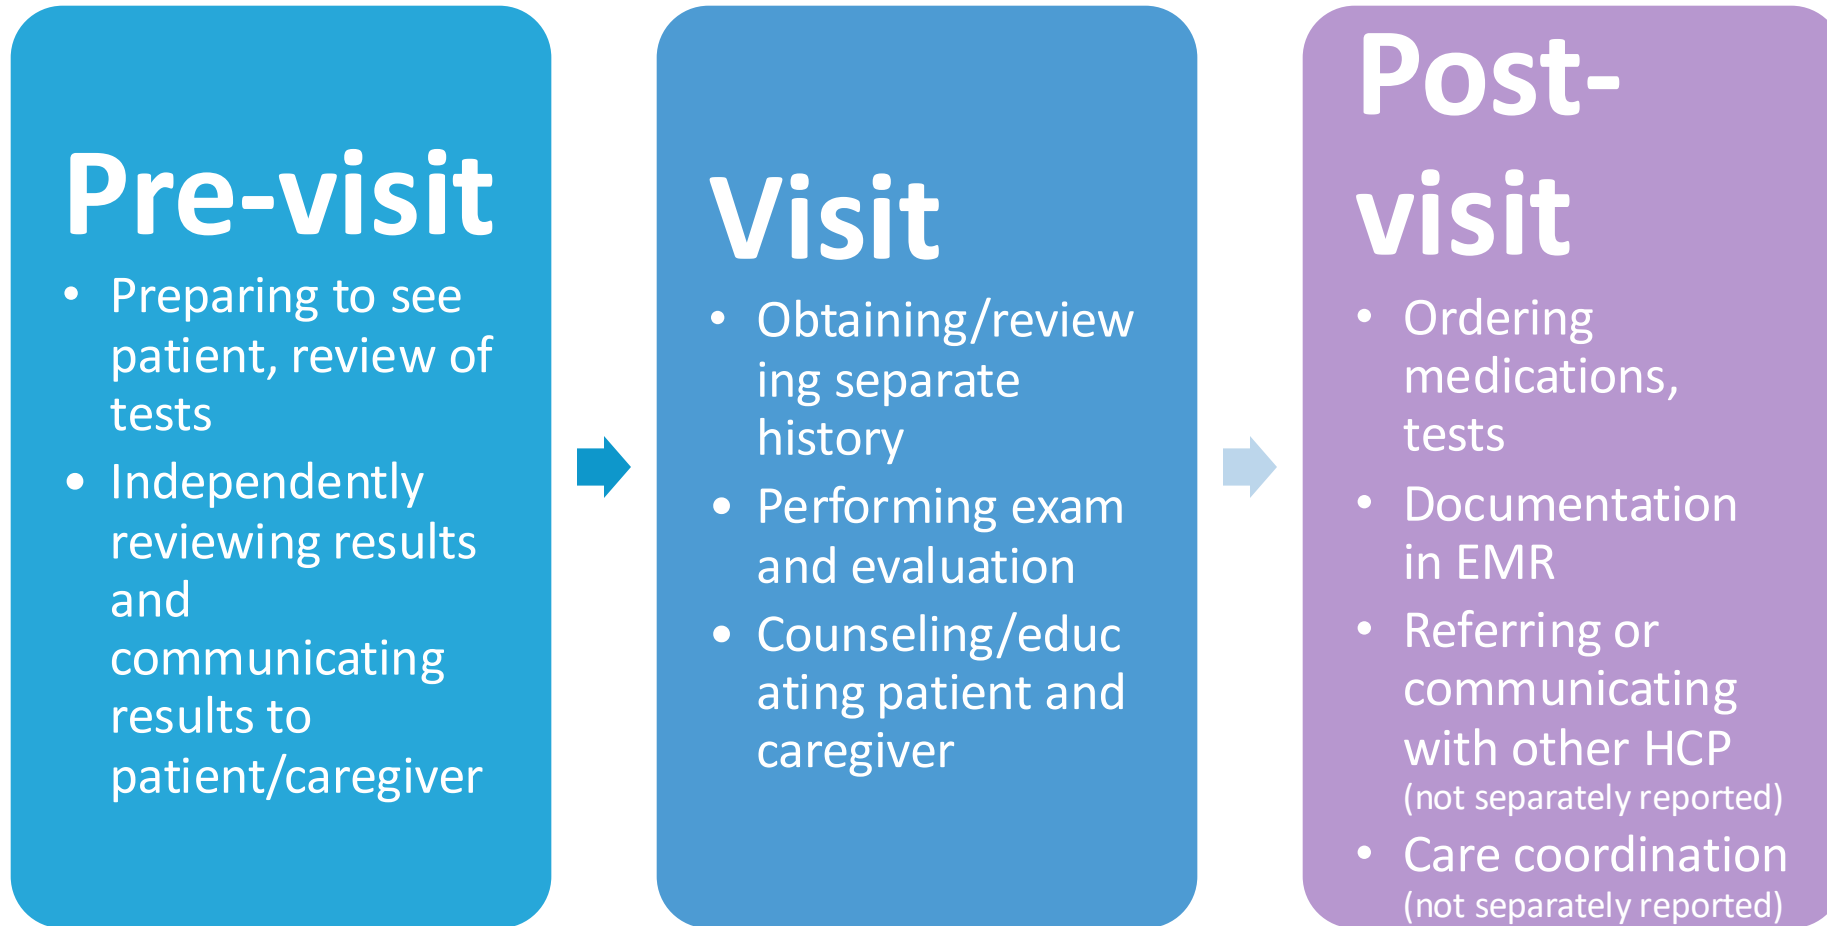 Pre-visit
• Preparing to see
patient, review of
tests
• Independently
reviewing results
and
communicating
results to
patient/caregiver
Visit
• Obtaining/review
ing separate
history
• Performing exam
and evaluation
• Counseling/educ
ating patient and
caregiver
Post-
visit
• Ordering
medications,
tests
• Documentation
in EMR
• Referring or
communicating
with other HCP
(not separately reported)
• Care coordination
(not separately reported)